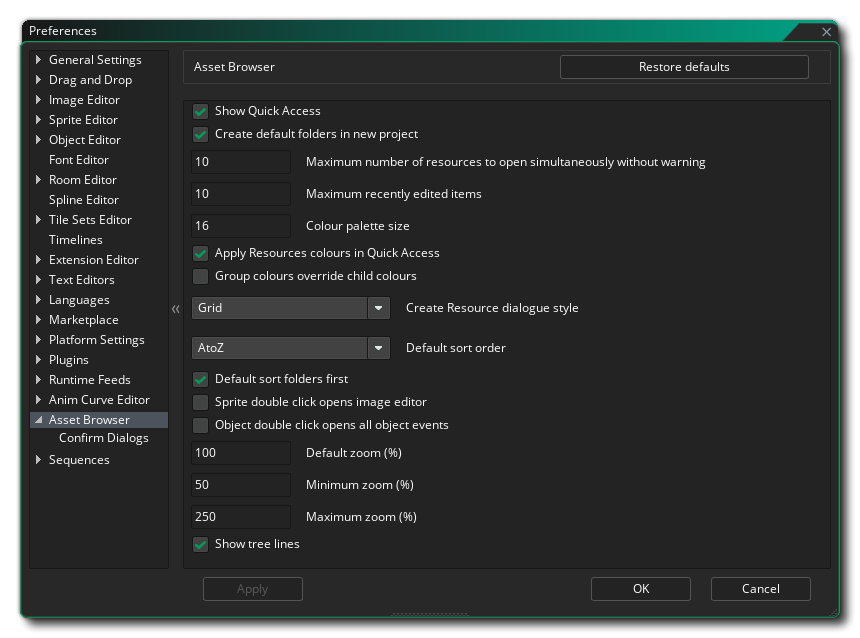 Preferences
General Settings
Drag and Drop
Image Editor
Sprite Editor
Object Editor
Font Editor
Room Editor
Spline Editor
Tile Sets Editor
Timelines
Extension Editor
Text Editors
Languages
Marketplace
Platform Settings
Plugins
Runtime Feeds
Anim Curve Editor
Asset Browser
Confirm Dialogs
Sequences
Asset Browser
Restore defaults
Show Quick Access
Create default folders in new project
10 Maximum number of resources to open simultaneously without warning
10 Maximum recently edited items
16 Colour palette size
Apply Resources colours in Quick Access
Group colours override child colours
Grid Create Resource dialogue style
AtoZ Default sort order
Default sort folders first
Sprite double click opens image editor
Object double click opens all object events
100 Default zoom (%)
50 Minimum zoom (%)
250 Maximum zoom (%)
Show tree lines
Apply OK Cancel